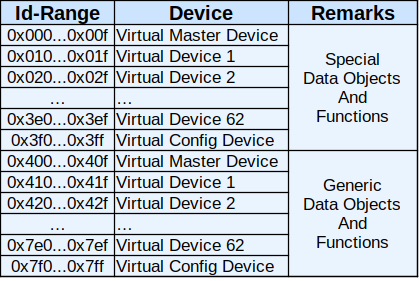 Id-Range Device Remarks
0x000...0x00f Virtual Master Device
0x010...0x01f Virtual Device 1
0x020...0x02f Virtual Device 2
... ...
0x3e0...0x3ef Virtual Device 62
0x3f0...0x3ff Virtual Config Device
Special
Data Objects
And
Functions
0x400...0x40f Virtual Master Device
0x410...0x41f Virtual Device 1
0x420...0x42f Virtual Device 2
... ...
0x7e0...0x7ef Virtual Device 62
0x7f0...0x7ff Virtual Config Device
Generic
Data Objects
And
Functions